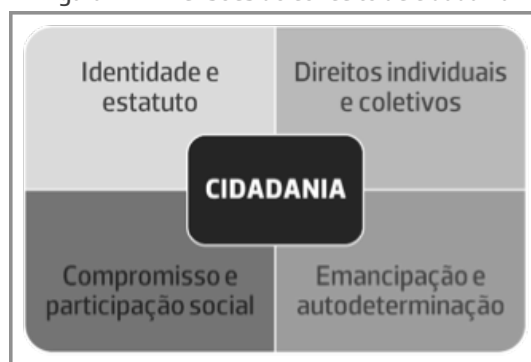 Identidade e
estatuto
Direitos individuais
e coletivos
CIDADANIA
Compromisso e
participação social
Emancipação e
autodeterminação